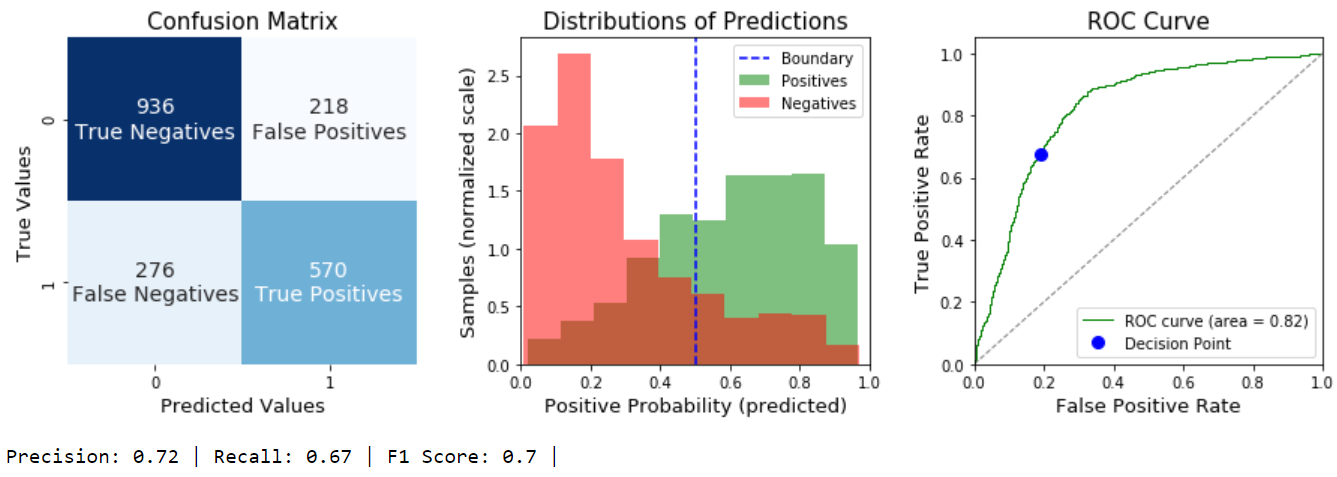 Confusion Matrix
True Values
0
1
936
True Negatives
218
False Positives
276
False Negatives
570
True Positives
0
1
Predicted Values
Distributions of Predictions
Samples (normalized scale)
2.5
2.0
1.5
1.0
0.5
0.0
Boundary
Positives
Negatives
0.0 0.2 0.4 0.6 0.8 1.0
Positive Probability (predicted)
ROC Curve
True Positive Rate
1.0
0.8
0.6
0.4
0.2
0.0
ROC curve (area = 0.82)
Decision Point
0.0 0.2 0.4 0.6 0.8 1.0
False Positive Rate
Precision: 0.72 | Recall: 0.67 | F1 Score: 0.7 |